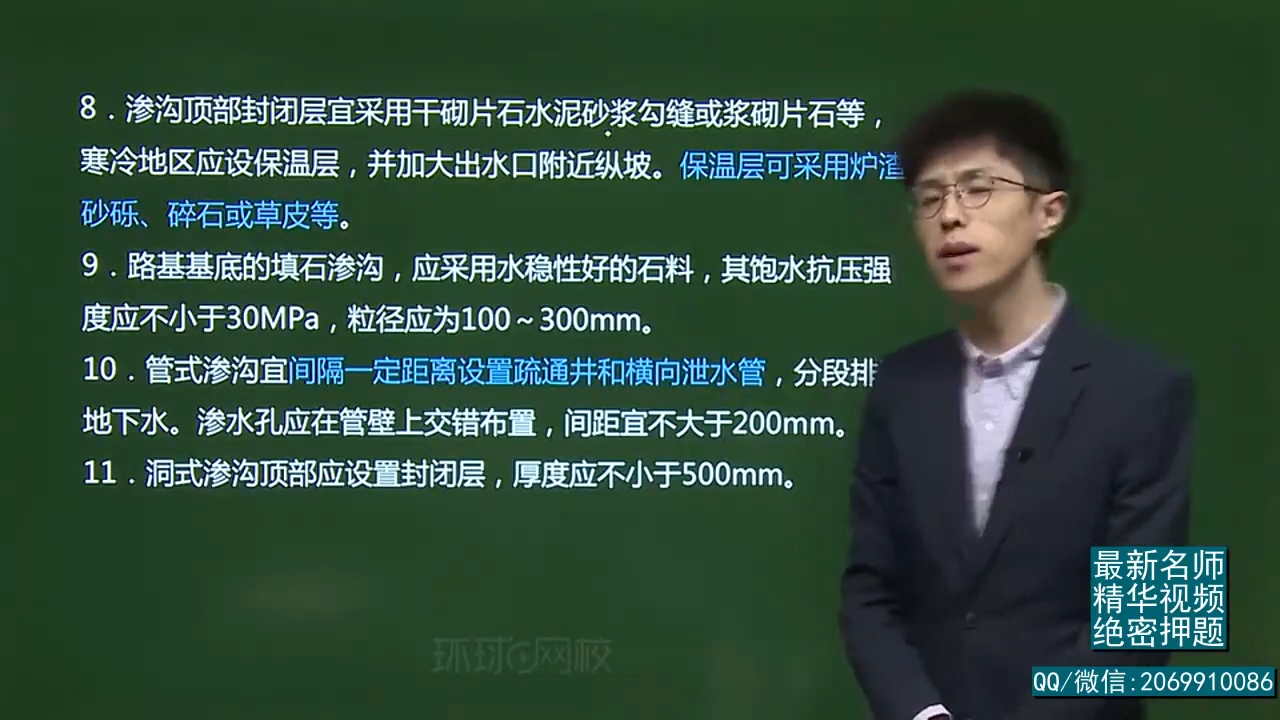 8．渗沟顶部封闭层宜采用干砌片石水泥砂浆勾缝或浆砌片石等，
寒冷地区应设保温层，并加大出水口附近纵坡。保温层可采用炉渣
砂砾、碎石或草皮等。
9．路基基底的填石渗沟，应采用水稳性好的石料，其饱水抗压强
度应不小于30MPa，粒径应为100～300mm。
10．管式渗沟宜间隔一定距离设置疏通井和横向泄水管，分段排
地下水。渗水孔应在管壁上交错布置，间距宜不大于200mm。
11．洞式渗沟顶部应设置封闭层，厚度应不小于500mm。
环球网校
最新名师
精华视频
绝密押题
QQ/微信:2069910086